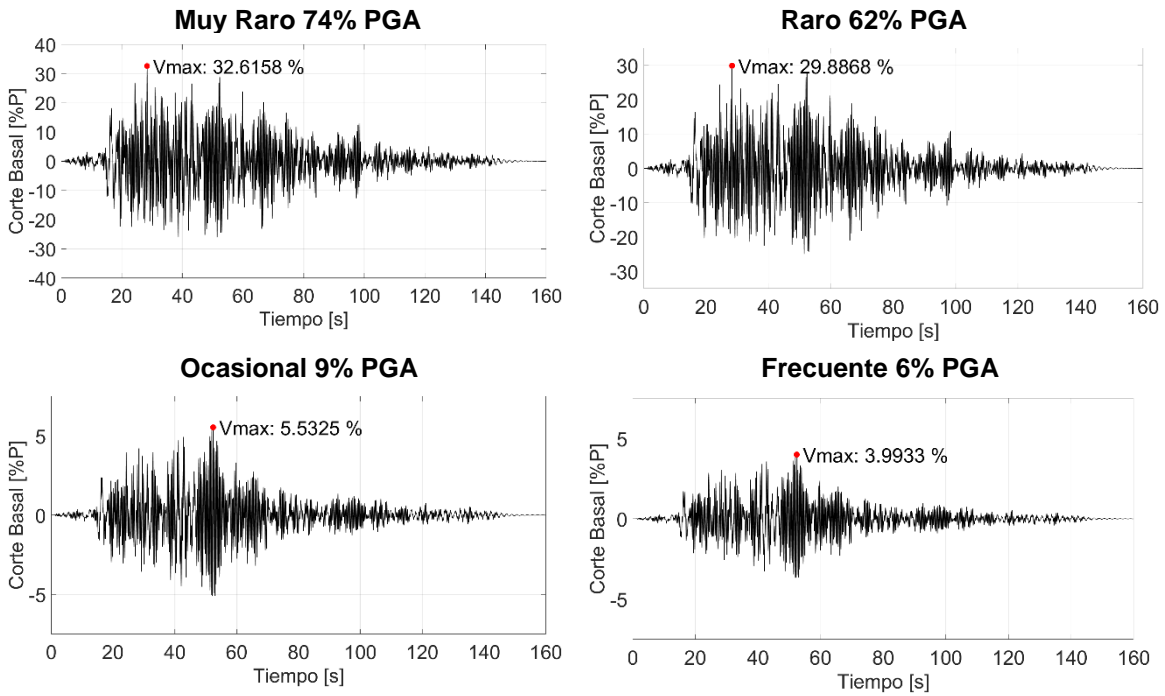 Muy Raro 74% PGA
Corte Basal [%P]
40
30
20
10
0
-10
-20
-30
-40
Vmax: 32.6158 %
0 20 40 60 80 100 120 140 160
Tiempo [s]
Raro 62% PGA
Corte Basal [%P]
30
20
10
0
-10
-20
-30
Vmax: 29.8868 %
0 20 40 60 80 100 120 140 160
Tiempo [s]
Ocasional 9% PGA
Corte Basal [%P]
5
0
-5
Vmax: 5.5325 %
0 20 40 60 80 100 120 140 160
Tiempo [s]
Frecuente 6% PGA
Corte Basal [%P]
5
0
-5
Vmax: 3.9933 %
0 20 40 60 80 100 120 140 160
Tiempo [s]